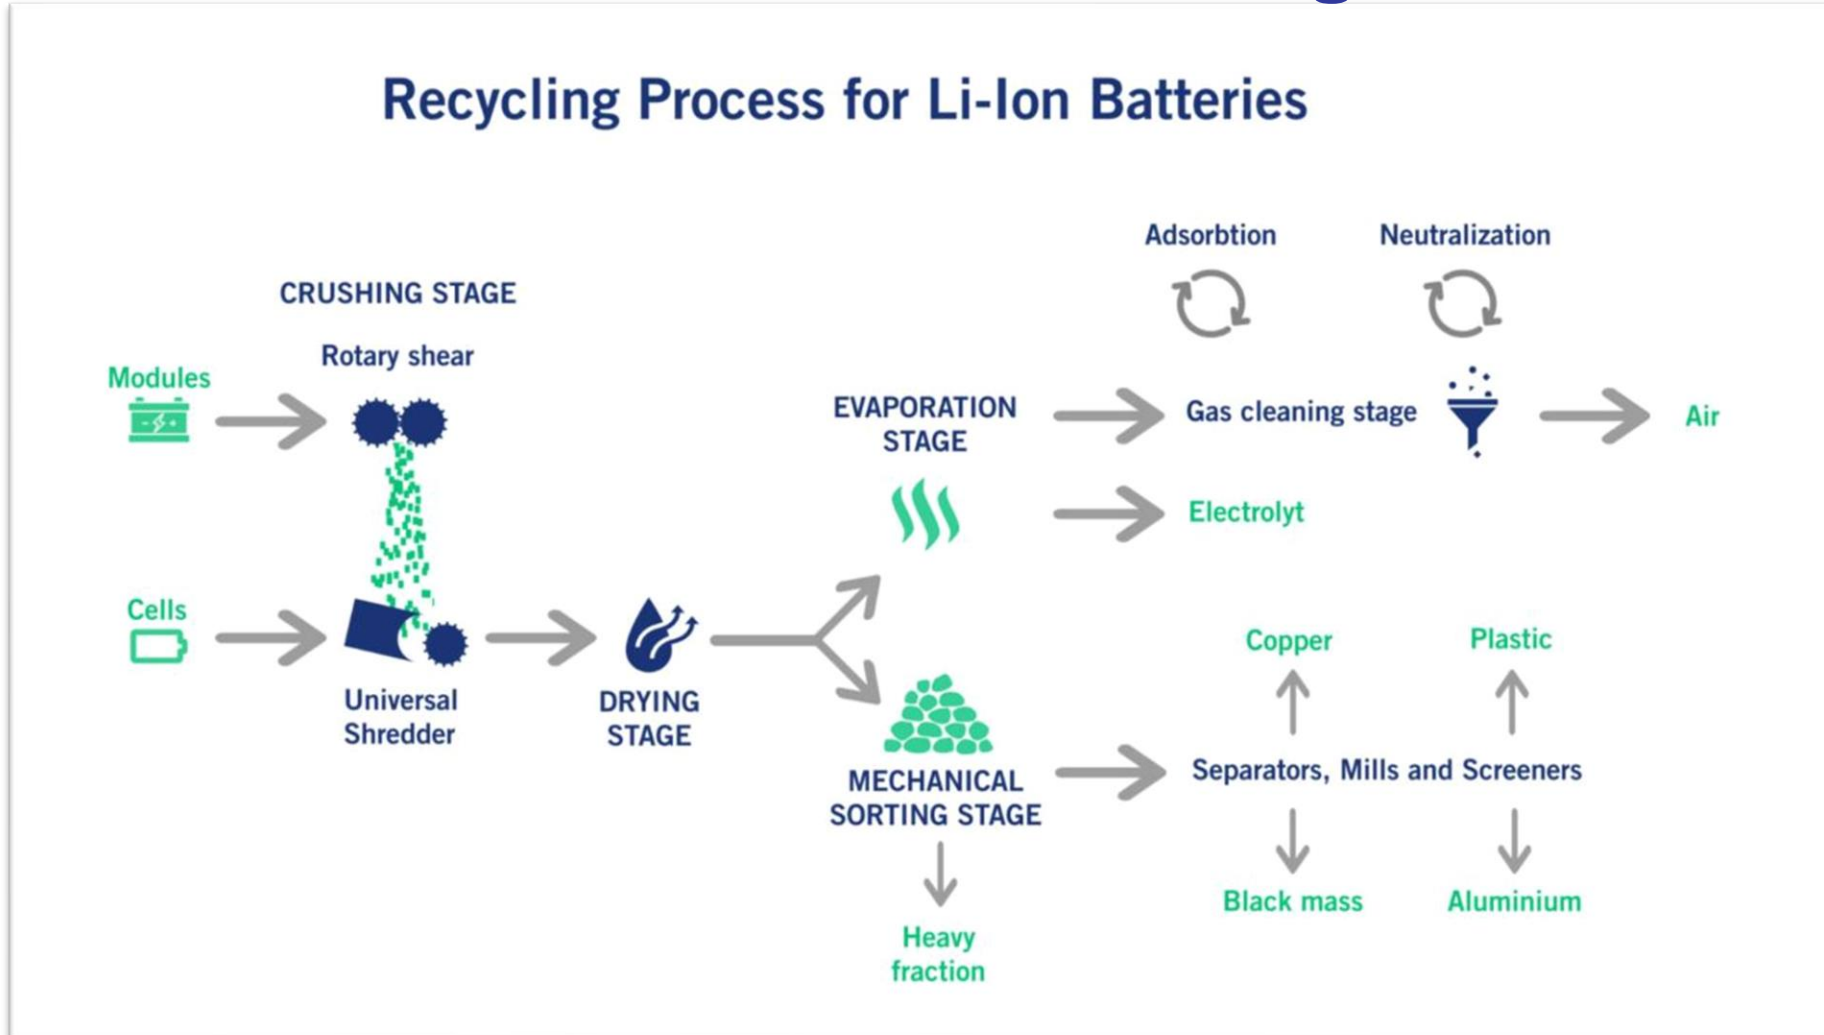 Recycling Process for Li-Ion Batteries
Adsorbtion
Neutralization
CRUSHING STAGE
Rotary shear
Modules
EVAPORATION
STAGE
Gas cleaning stage
Air
Electrolyt
Cells
Universal
Shredder
DRYING
STAGE
Copper
Plastic
MECHANICAL
SORTING STAGE
Separators, Mills and Screeners
Black mass
Aluminium
Heavy
fraction